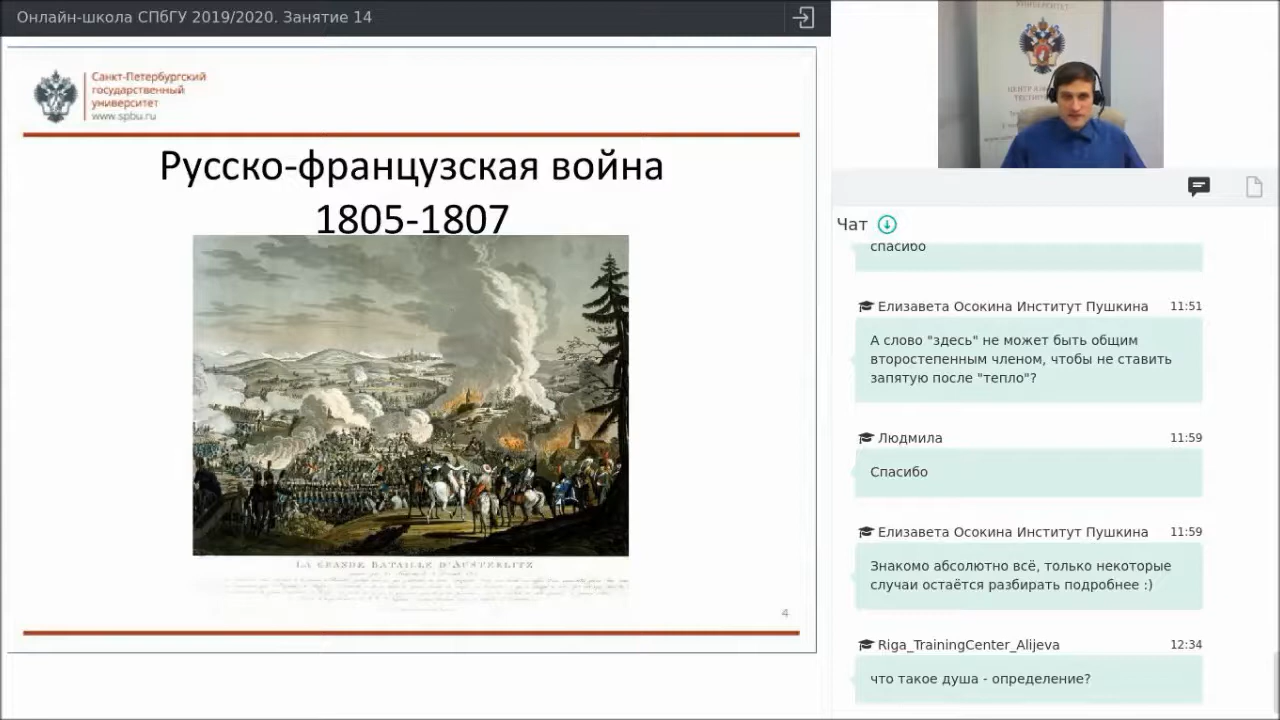 Онлайн-школа СПбГУ 2019/2020. Занятие 14
Санкт-Петербургский
государственный
университет
www.spbu.ru
Русско-французская война
1805-1807
LA GRANDE BATAILLE D'AUSTERLITZ
4
УНИВЕРСИТЕТ
Чат
спасибо
Елизавета Осокина Институт Пушкина 11:51
А слово "здесь" не может быть общим
второстепенным членом, чтобы не ставить
запятую после "тепло"?
Людмила 11:59
Спасибо
Елизавета Осокина Институт Пушкина 11:59
Знакомо абсолютно всё, только некоторые
случаи остаётся разбирать подробнее :)
Riga_TrainingCenter_Alijeva 12:34
что такое душа - определение?